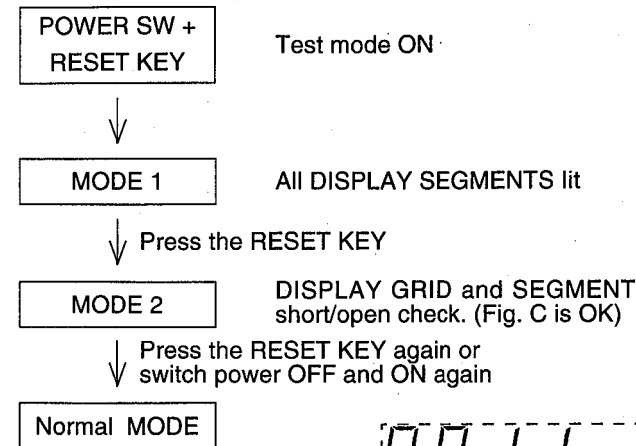 POWER SW +
RESET KEY
Test mode ON
MODE 1
All DISPLAY SEGMENTS lit
Press the RESET KEY
MODE 2
DISPLAY GRID and SEGMENT
short/open check. (Fig. C is OK)
Press the RESET KEY again or
switch power OFF and ON again
Normal MODE